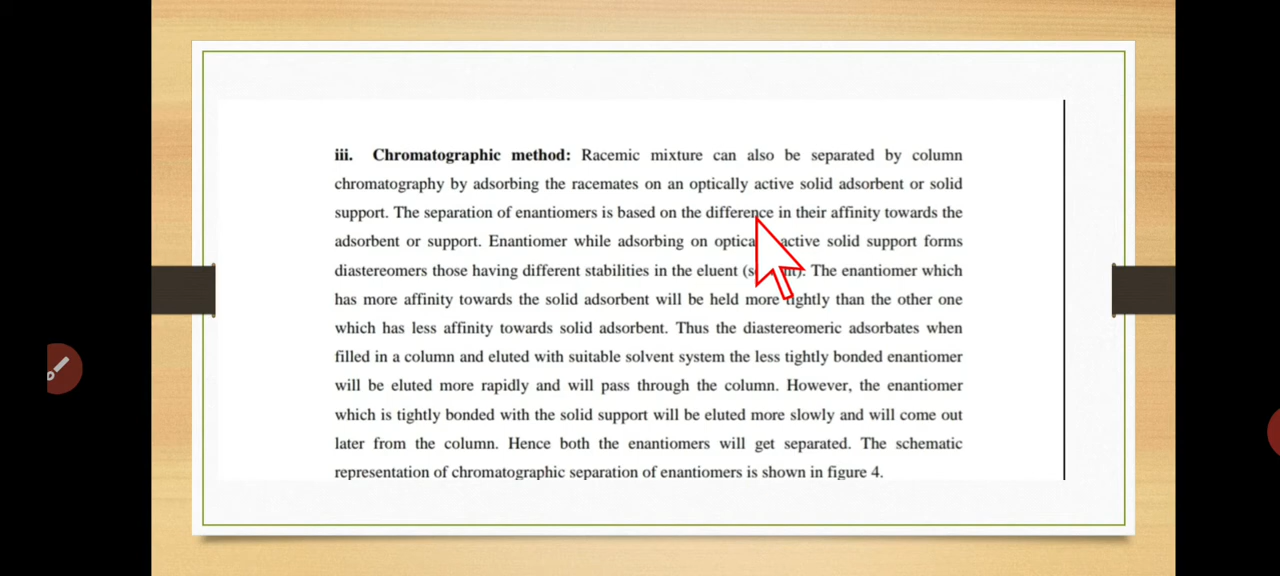 iii. Chromatographic method: Racemic mixture can also be separated by column
chromatography by adsorbing the racemates on an optically active solid adsorbent or solid
support. The separation of enantiomers is based on the difference in their affinity towards the
adsorbent or support. Enantiomer while adsorbing on active solid support forms
diastereomers those having different stabilities in the eluent The enantiomer which
has more affinity towards the solid adsorbent will be held more tightly than the other one
which has less affinity towards solid adsorbent. Thus the diastereomeric adsorbates when
filled in a column and eluted with suitable solvent system the less tightly bonded enantiomer
will be eluted more rapidly and will pass through the column. However, the enantiomer
which is tightly bonded with the solid support will be eluted more slowly and will come out
later from the column. Hence both the enantiomers will get separated. The schematic
representation of chromatographic separation of enantiomers is shown in figure 4.